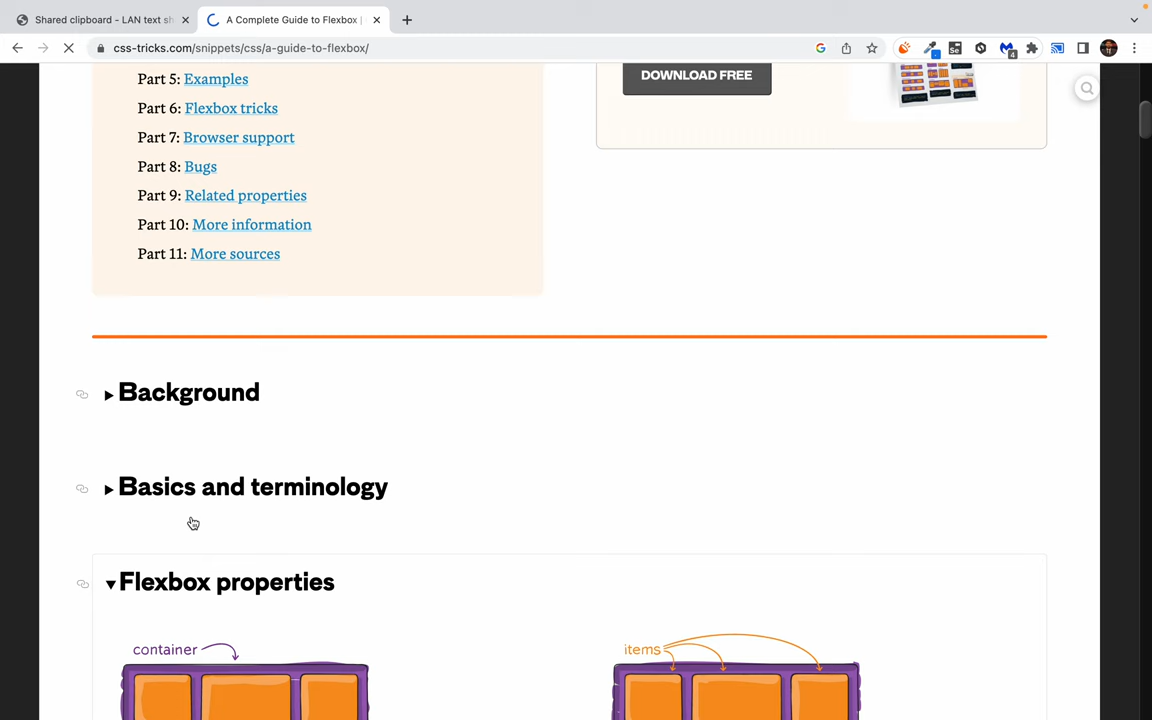 Shared clipboard - LAN text sh
A Complete Guide to Flexbox |
css-tricks.com/snippets/css/a-guide-to-flexbox/
4
Part 5: Examples
Part 6: Flexbox tricks
Part 7: Browser support
Part 8: Bugs
Part 9: Related properties
Part 10: More information
Part 11: More sources
DOWNLOAD FREE
Background
Basics and terminology
Flexbox properties
container
items